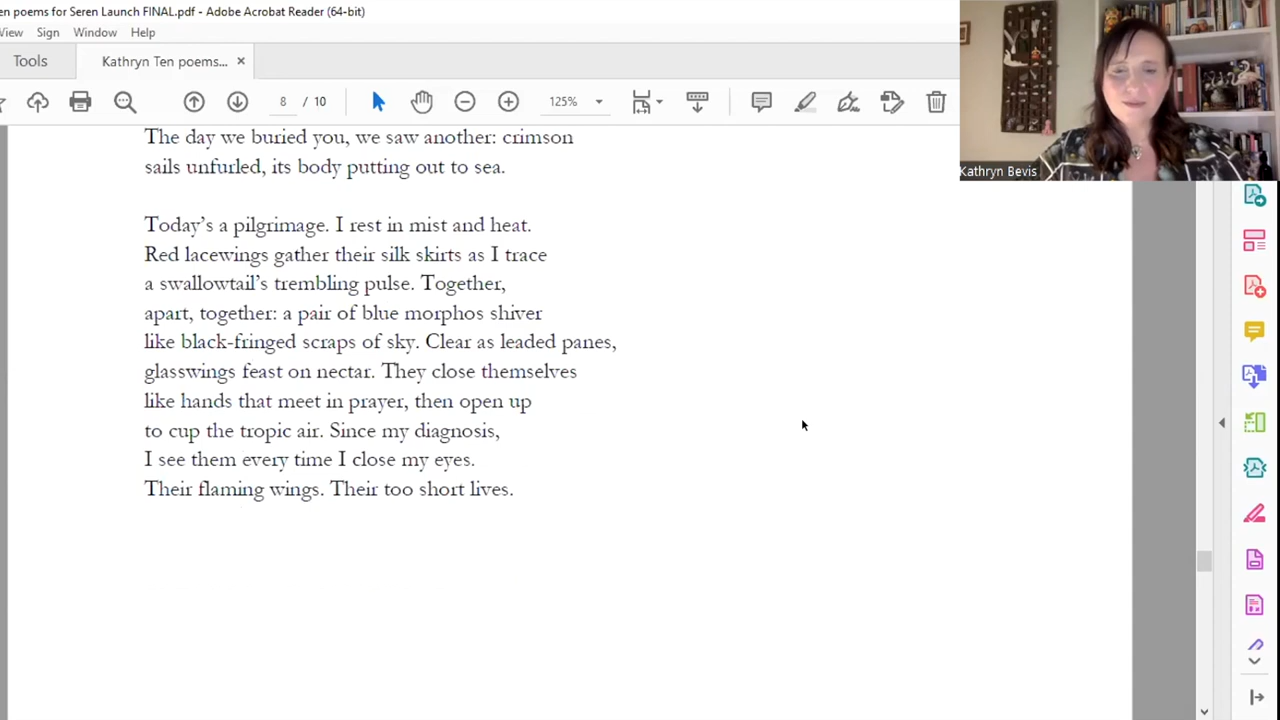 en poems for Seren Launch FINAL.pdf - Adobe Acrobat Reader (64-bit)
View Sign Window Help
Tools
Kathryn Ten poems... ×
8 / 10
125%
The day we buried you, we saw another: crimson
sails unfurled, its body putting out to sea.
Today’s a pilgrimage. I rest in mist and heat.
Red lacewings gather their silk skirts as I trace
a swallowtail’s trembling pulse. Together,
apart, together: a pair of blue morphos shiver
like black-fringed scraps of sky. Clear as leaded panes,
glasswings feast on nectar. They close themselves
like hands that meet in prayer, then open up
to cup the tropic air. Since my diagnosis,
I see them every time I close my eyes.
Their flaming wings. Their too short lives.
Kathryn Bevis